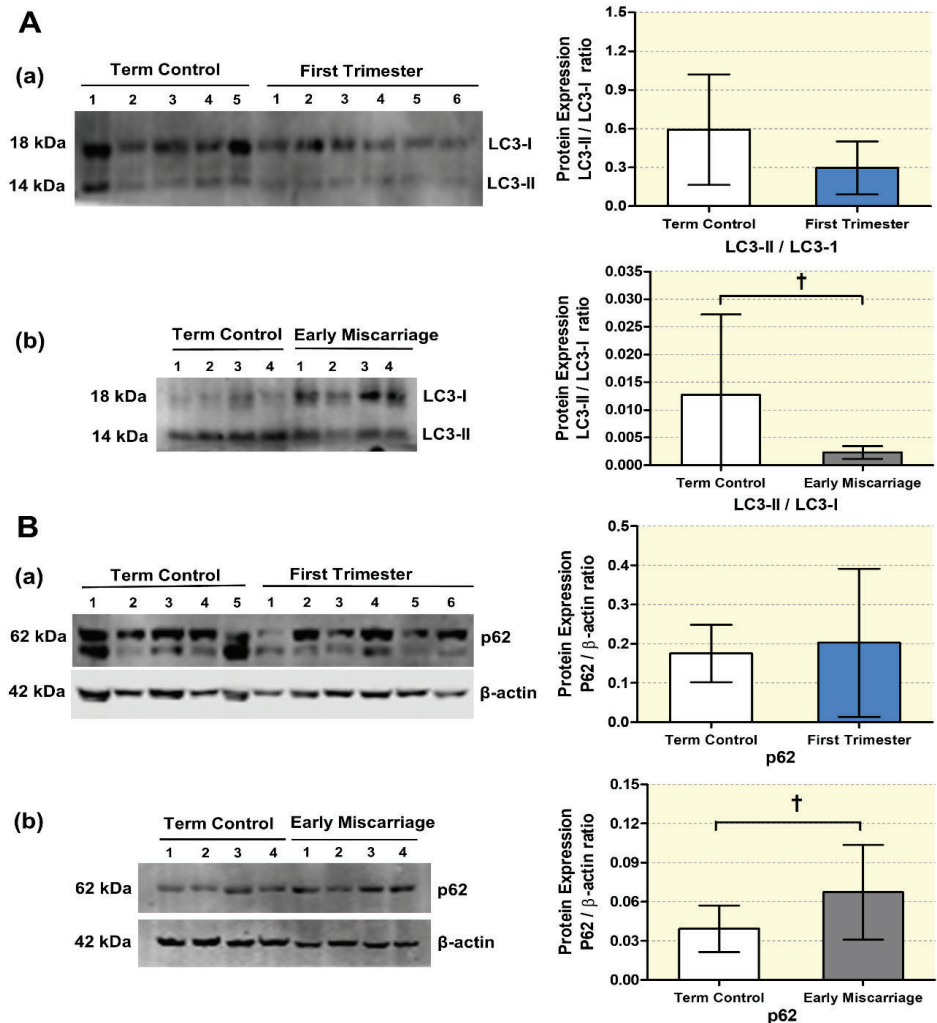 A
(a)
Term Control First Trimester
1 2 3 4 5 1 2 3 4 5 6
18 kDa LC3-I
14 kDa LC3-II
Protein Expression
LC3-II / LC3-I ratio
1.5
1.2
0.9
0.6
0.3
0.0
Term Control First Trimester
LC3-II / LC3-1
(b)
Term Control Early Miscarriage
1 2 3 4 1 2 3 4
18 kDa LC3-I
14 kDa LC3-II
Protein Expression
LC3-II / LC3-I ratio
0.035
0.030
0.025
0.020
0.015
0.010
0.005
0.000
†
Term Control Early Miscarriage
LC3-II / LC3-I
B
(a)
Term Control First Trimester
1 2 3 4 5 1 2 3 4 5 6
62 kDa p62
42 kDa β-actin
Protein Expression
P62 / β-actin ratio
0.5
0.4
0.3
0.2
0.1
0.0
Term Control First Trimester
p62
(b)
Term Control Early Miscarriage
1 2 3 4 1 2 3 4
62 kDa p62
42 kDa β-actin
Protein Expression
P62 / β-actin ratio
0.15
0.12
0.09
0.06
0.03
0.00
†
Term Control Early Miscarriage
p62